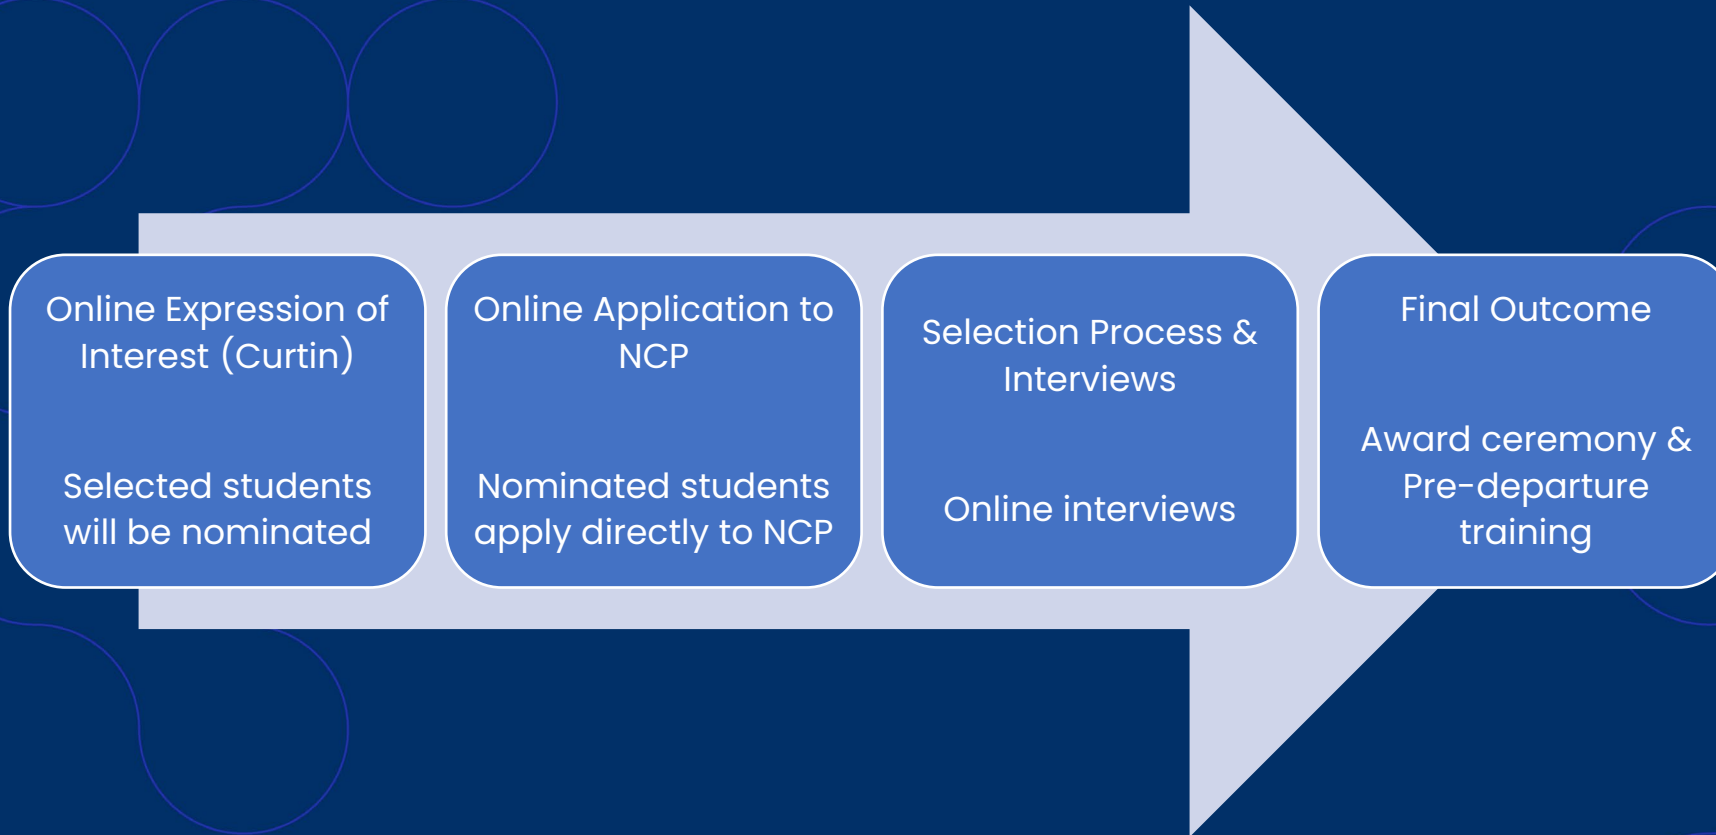 Online Expression of
Interest (Curtin)
Selected students
will be nominated
Online Application to
NCP
Nominated students
apply directly to NCP
Selection Process &
Interviews
Online interviews
Final Outcome
Award ceremony &
Pre-departure
training